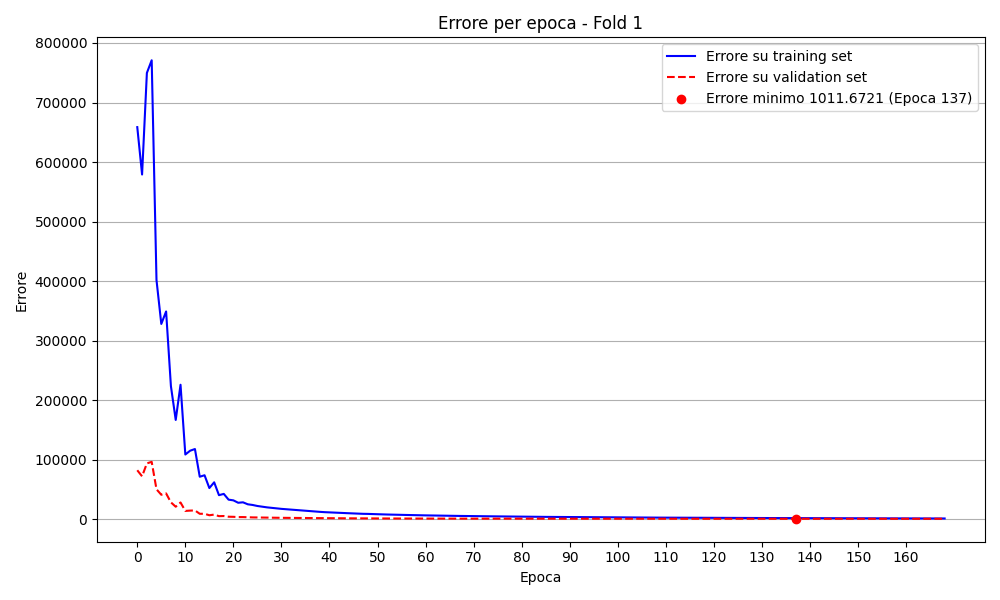 Errore per epoca - Fold 1
Errore su training set
Errore su validation set
Errore minimo 1011.6721 (Epoca 137)
Errore
800000
700000
600000
500000
400000
300000
200000
100000
0
0 10 20 30 40 50 60 70 80 90 100 110 120 130 140 150 160
Epoca